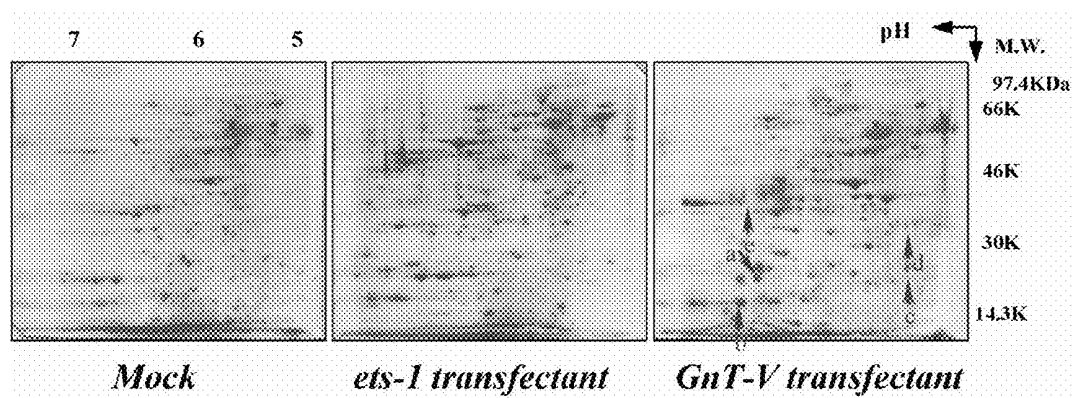 7 6 5 pH M.W.
97.4KDa
66K
46K
30K
14.3K
a
d
c
Mock ets-1 transfectant GnT-V transfectant